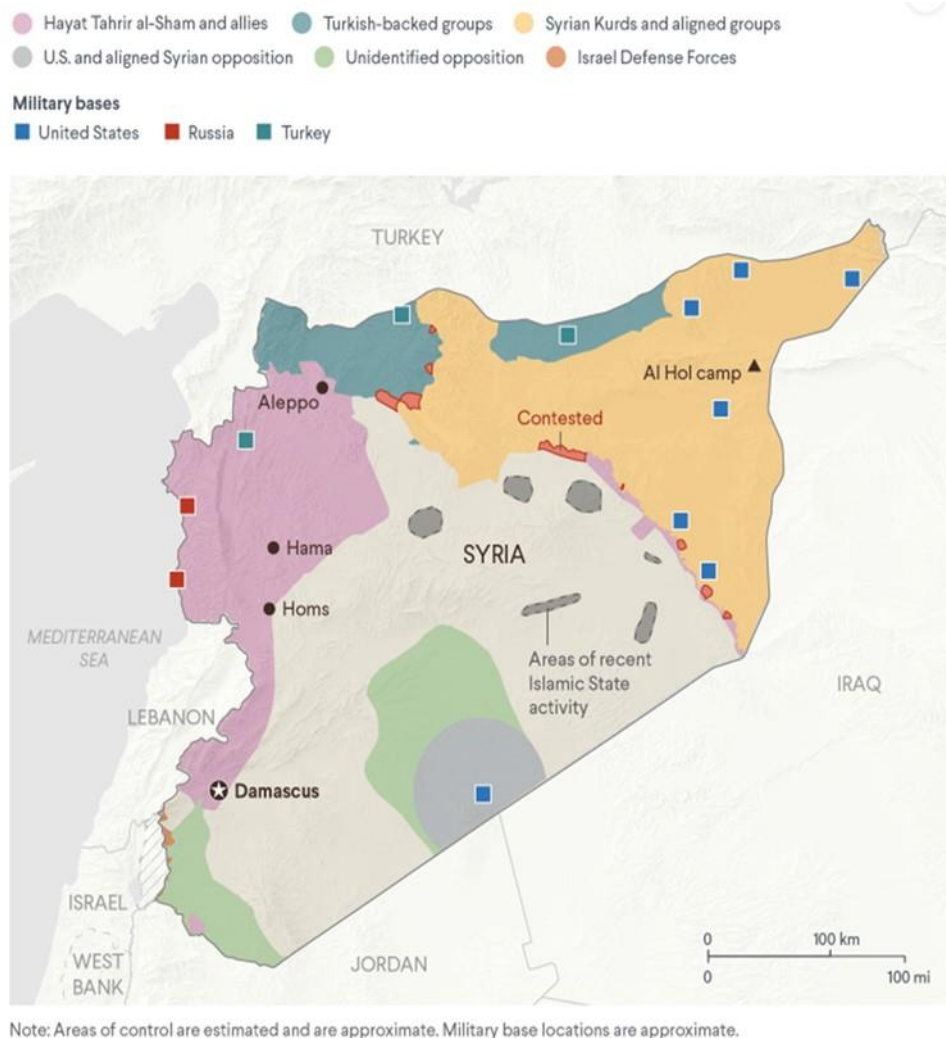 Hayat Tahrir al-Sham and allies
Turkish-backed groups
Syrian Kurds and aligned groups
U.S. and aligned Syrian opposition
Unidentified opposition
Israel Defense Forces
Military bases
United States
Russia
Turkey
TURKEY
Al Hol camp
Aleppo
Contested
Hama
SYRIA
Homs
MEDITERRANEAN
SEA
Areas of recent
Islamic State
activity
IRAQ
LEBANON
Damascus
ISRAEL
WEST
BANK
JORDAN
0
100 km
0
100 mi
Note: Areas of control are estimated and are approximate. Military base locations are approximate.